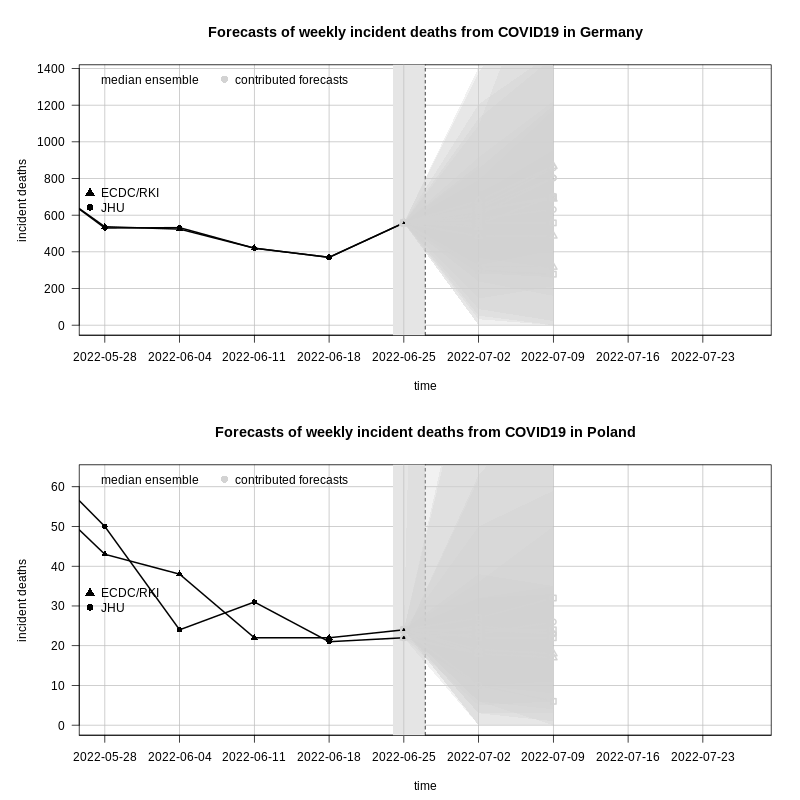 Forecasts of weekly incident deaths from COVID19 in Germany
median ensemble contributed forecasts
1400
1200
1000
800
600
400
200
0
incident deaths
ECDC/RKI
JHU
2022-05-28 2022-06-04 2022-06-11 2022-06-18 2022-06-25 2022-07-02 2022-07-09 2022-07-16 2022-07-23
time
Forecasts of weekly incident deaths from COVID19 in Poland
median ensemble contributed forecasts
60
50
40
30
20
10
0
incident deaths
ECDC/RKI
JHU
2022-05-28 2022-06-04 2022-06-11 2022-06-18 2022-06-25 2022-07-02 2022-07-09 2022-07-16 2022-07-23
time